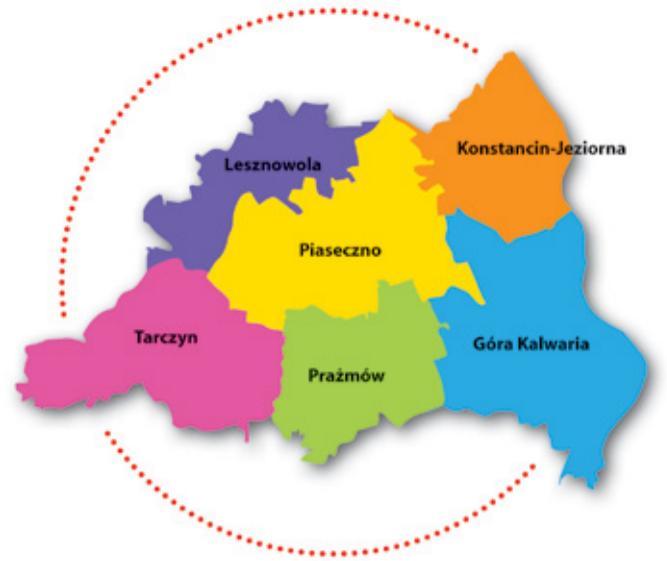 Konstancin-Jeziorna
Lesznowola
Piaseczno
Tarczyn
Góra Kalwaria
Prażmów